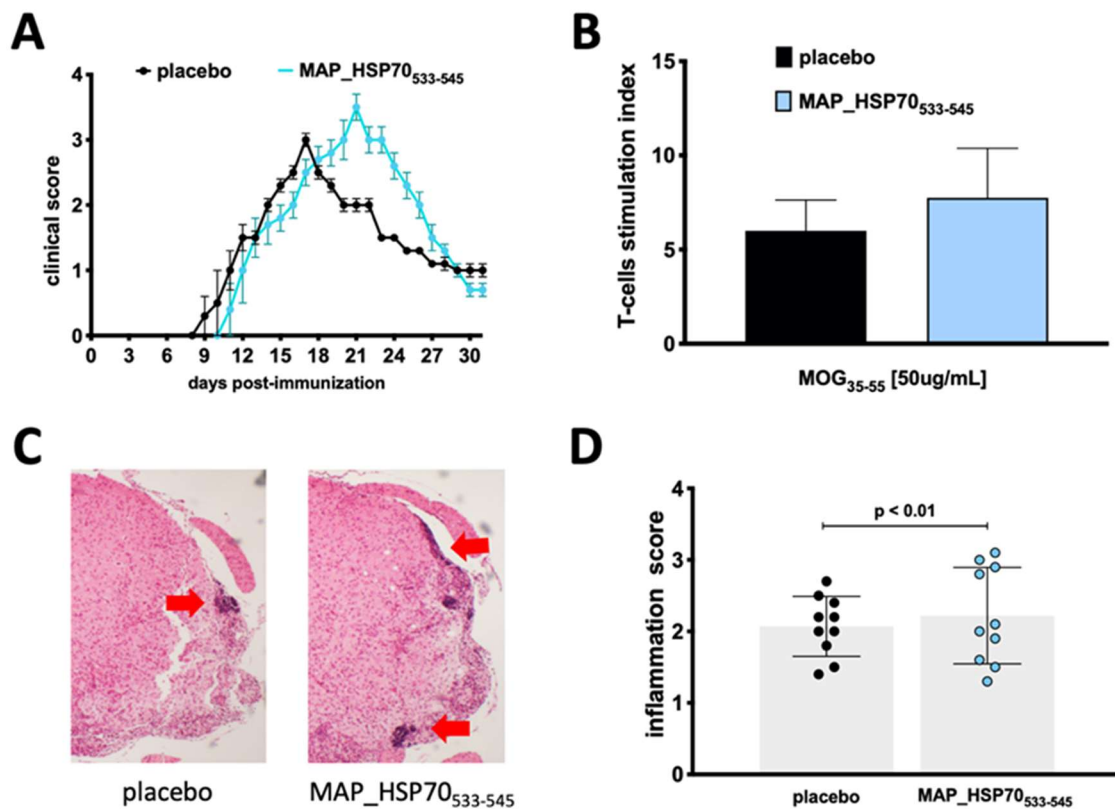 A
placebo
MAP_HSP70₅₃₃₋₅₄₅
clinical score
4
3
2
1
0
0 3 6 9 12 15 18 21 24 27 30
days post-immunization
B
placebo
MAP_HSP70₅₃₃₋₅₄₅
T-cells stimulation index
15
10
5
0
MOG₃₅₋₅₅ [50ug/mL]
C
placebo
MAP_HSP70₅₃₃₋₅₄₅
D
inflammation score
4
3
2
1
0
p < 0.01
placebo
MAP_HSP70₅₃₃₋₅₄₅